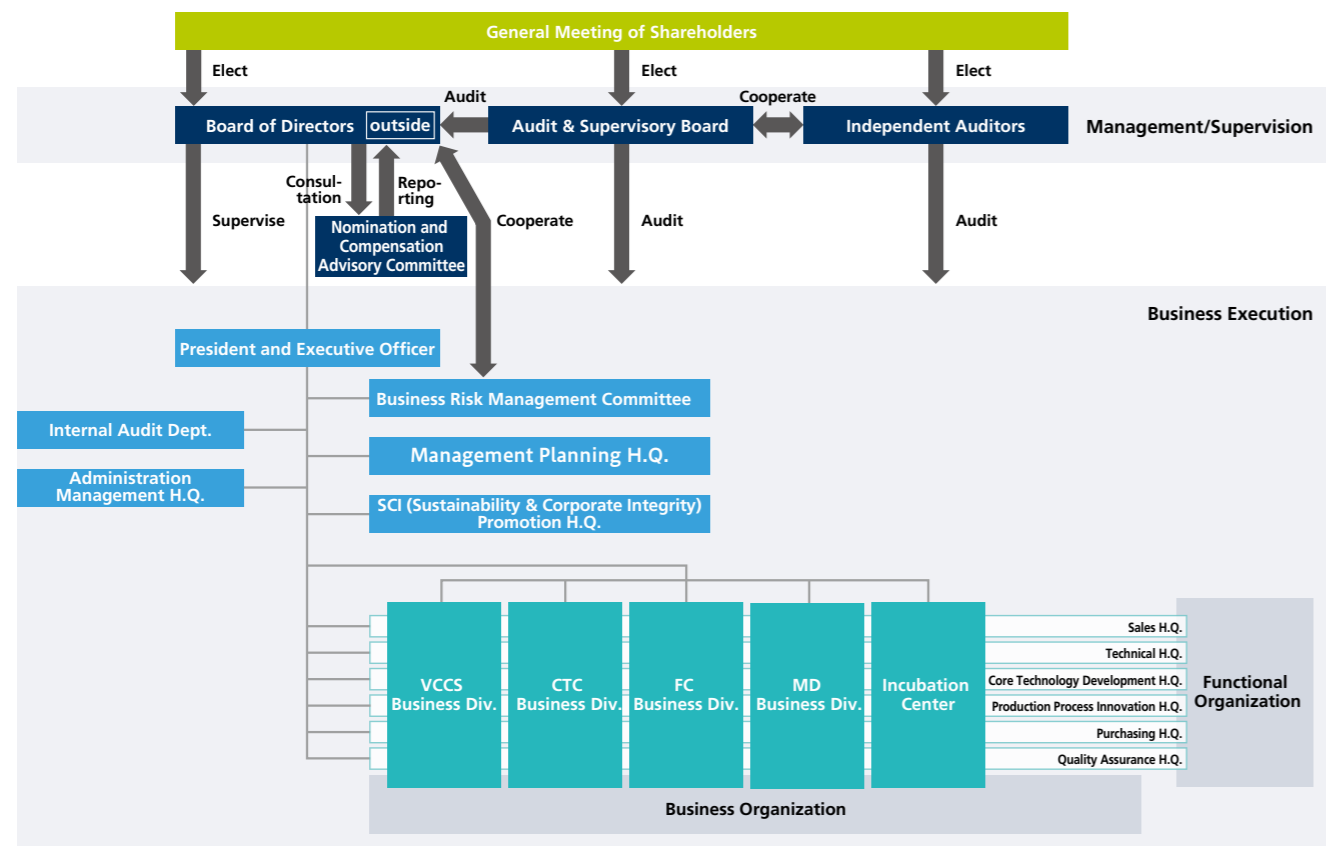 General Meeting of Shareholders
Elect
Elect
Elect
Audit
Cooperate
Board of Directors outside
Audit & Supervisory Board
Independent Auditors
Management/Supervision
Consul-
tation
Repo-
rting
Supervise
Cooperate
Audit
Audit
Nomination and
Compensation
Advisory Committee
Business Execution
President and Executive Officer
Business Risk Management Committee
Internal Audit Dept.
Management Planning H.Q.
Administration
Management H.Q.
SCI (Sustainability & Corporate Integrity)
Promotion H.Q.
VCCS
Business Div.
CTC
Business Div.
FC
Business Div.
MD
Business Div.
Incubation
Center
Sales H.Q.
Technical H.Q.
Core Technology Development H.Q.
Production Process Innovation H.Q.
Purchasing H.Q.
Quality Assurance H.Q.
Functional
Organization
Business Organization